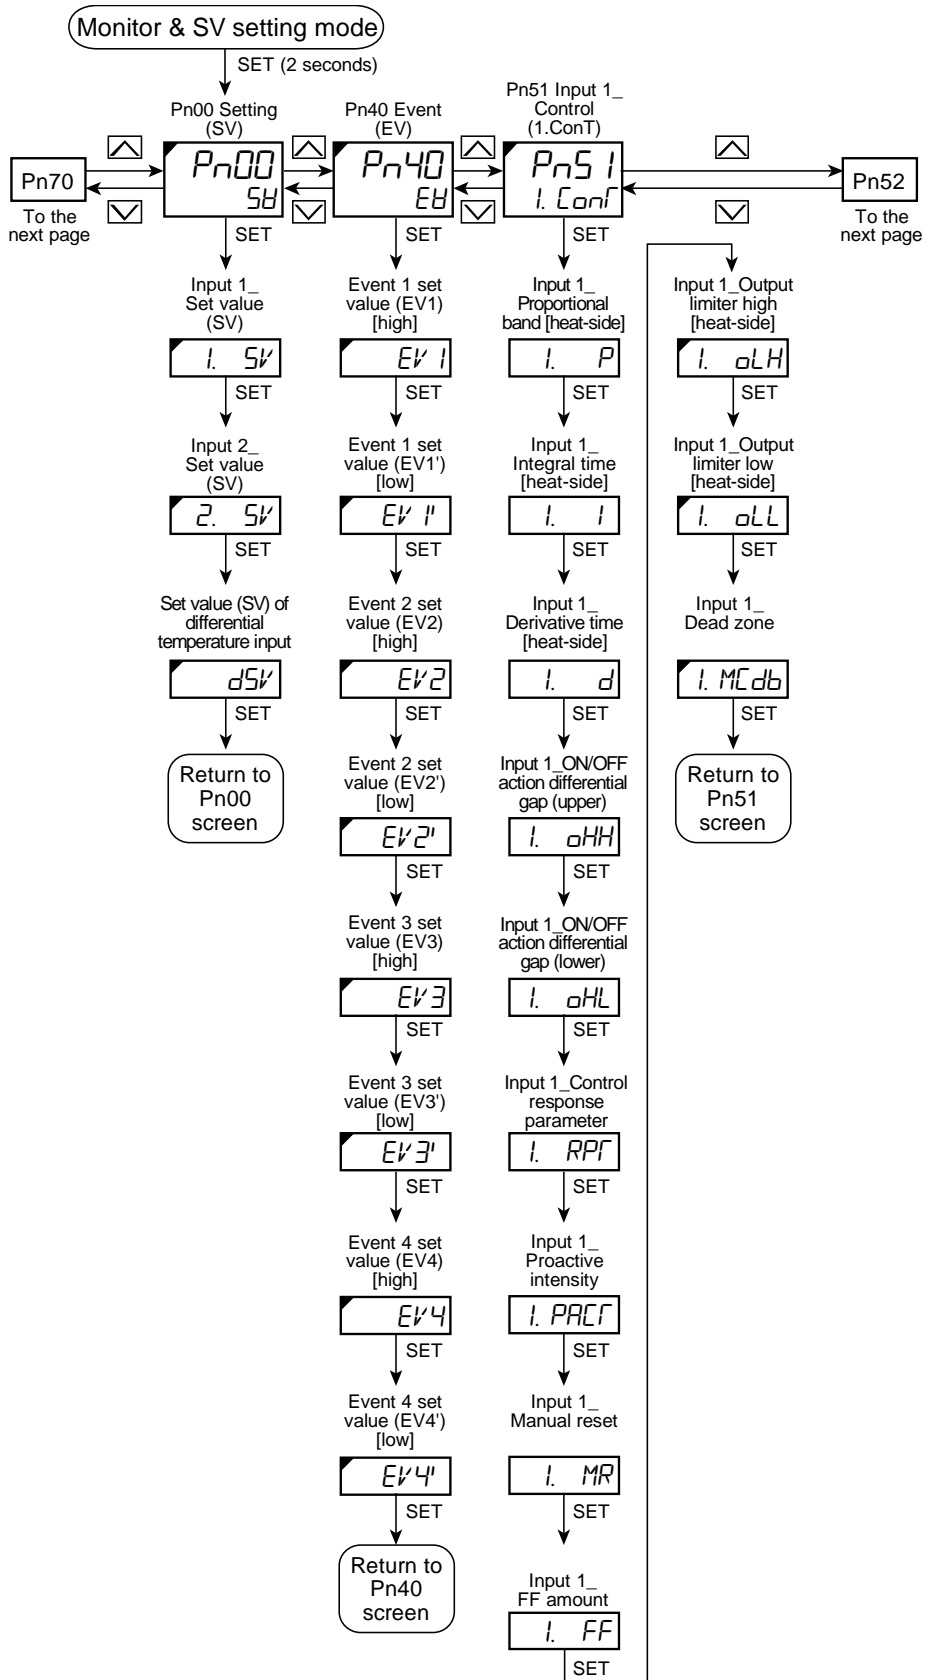 Monitor & SV setting mode
SET (2 seconds)
Pn70
To the
next page
Pn00 Setting
(SV)
Pn00
SV
SET
Input 1_
Set value
(SV)
1. SV
SET
Input 2_
Set value
(SV)
2. SV
SET
Set value (SV) of
differential
temperature input
dSV
SET
Return to
Pn00
screen
Pn40 Event
(EV)
Pn40
EV
SET
Event 1 set
value (EV1)
[high]
EV1
SET
Event 1 set
value (EV1')
[low]
EV1'
SET
Event 2 set
value (EV2)
[high]
EV2
SET
Event 2 set
value (EV2')
[low]
EV2'
SET
Event 3 set
value (EV3)
[high]
EV3
SET
Event 3 set
value (EV3')
[low]
EV3'
SET
Event 4 set
value (EV4)
[high]
EV4
SET
Event 4 set
value (EV4')
[low]
EV4'
SET
Return to
Pn40
screen
Pn51 Input 1_
Control
(1.ConT)
Pn51
1. ConT
SET
Input 1_
Proportional
band [heat-side]
1. P
SET
Input 1_
Integral time
[heat-side]
1. I
SET
Input 1_
Derivative time
[heat-side]
1. d
SET
Input 1_ON/OFF
action differential
gap (upper)
1. oHH
SET
Input 1_ON/OFF
action differential
gap (lower)
1. oHL
SET
Input 1_Control
response
parameter
1. RPT
SET
Input 1_
Proactive
intensity
1. PACT
SET
Input 1_
Manual reset
1. MR
SET
Input 1_
FF amount
1. FF
SET
Input 1_Output
limiter high
[heat-side]
1. oLH
SET
Input 1_Output
limiter low
[heat-side]
1. oLL
SET
Input 1_
Dead zone
1. MCdb
SET
Return to
Pn51
screen
Pn52
To the
next page